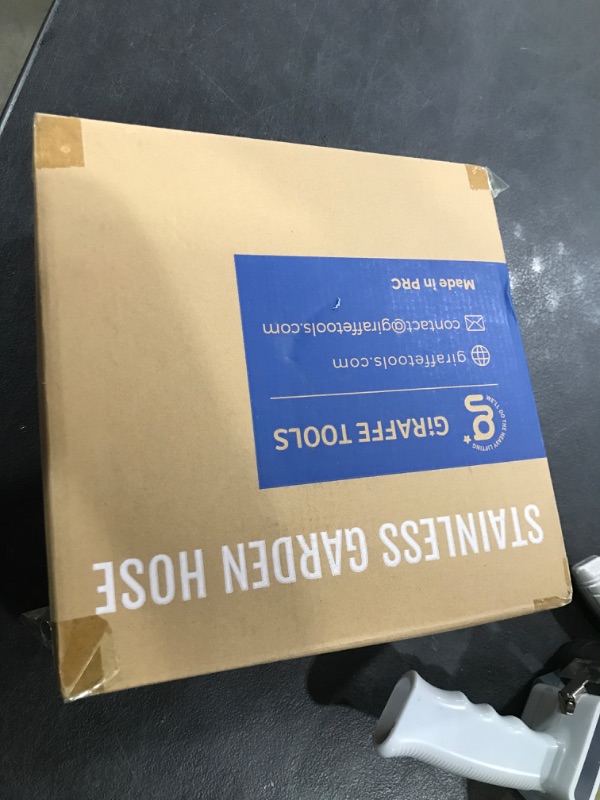 STAINLESS GARDEN HOSE
GiRAFFE TOOLS
giraffetools.com
contact@giraffetools.com
Made in PRC